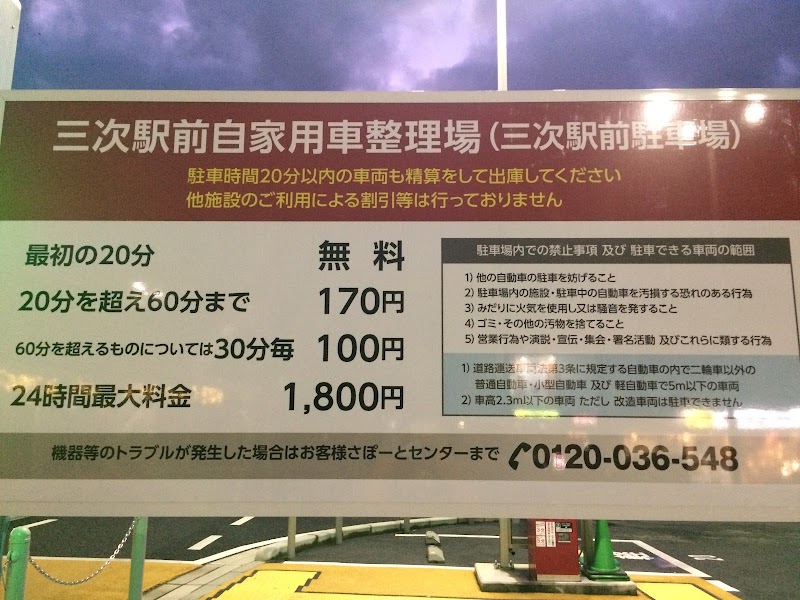 三次駅前自家用車整理場(三次駅前駐車場)
駐車時間20分以内の車両も精算をして出庫してください
他施設のご利用による割引等は行っておりません
最初の20分 無料
20分を超え60分まで 170円
60分を超えるものについては30分毎 100円
24時間最大料金 1,800円
駐車場内での禁止事項 及び 駐車できる車両の範囲
1) 他の自動車の駐車を妨げること
2) 駐車場内の施設・駐車中の自動車を汚損する恐れのある行為
3) みだりに火気を使用し又は騒音を発すること
4) ゴミ・その他の汚物を捨てること
5) 営業行為や演説・宣伝・集会・署名活動 及びこれらに類する行為
1) 道路運送車両法第3条に規定する自動車の内で二輪車以外の
普通自動車・小型自動車 及び 軽自動車で5m以下の車両
2) 車高2.3m以下の車両 ただし 改造車両は駐車できません
機器等のトラブルが発生した場合はお客様さぽーとセンターまで 0120-036-548